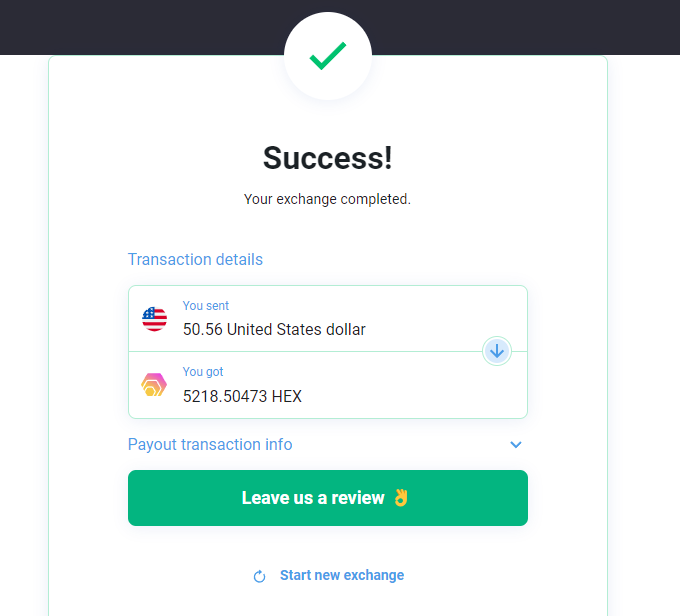 Success!
Your exchange completed.
Transaction details
You sent
50.56 United States dollar
You got
5218.50473 HEX
Payout transaction info
Leave us a review 👌
Start new exchange